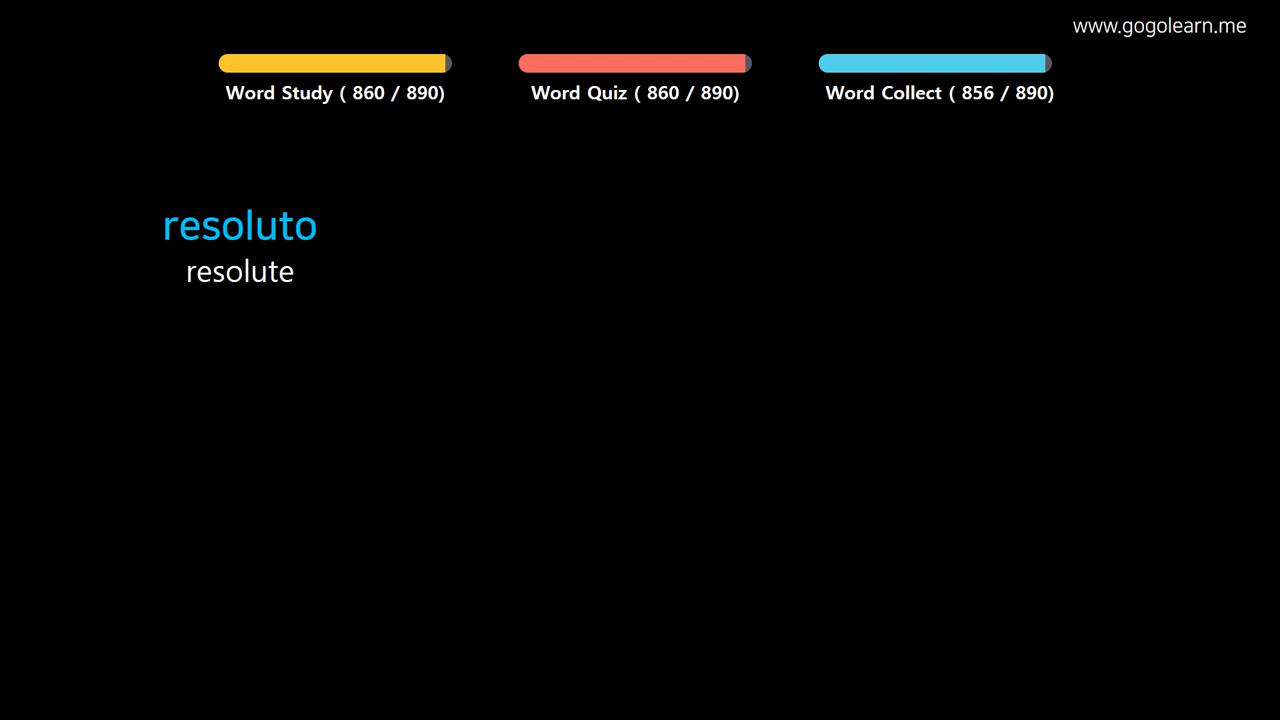 www.gogolearn.me
Word Study ( 860 / 890)
Word Quiz ( 860 / 890)
Word Collect ( 856 / 890)
resoluto
resolute